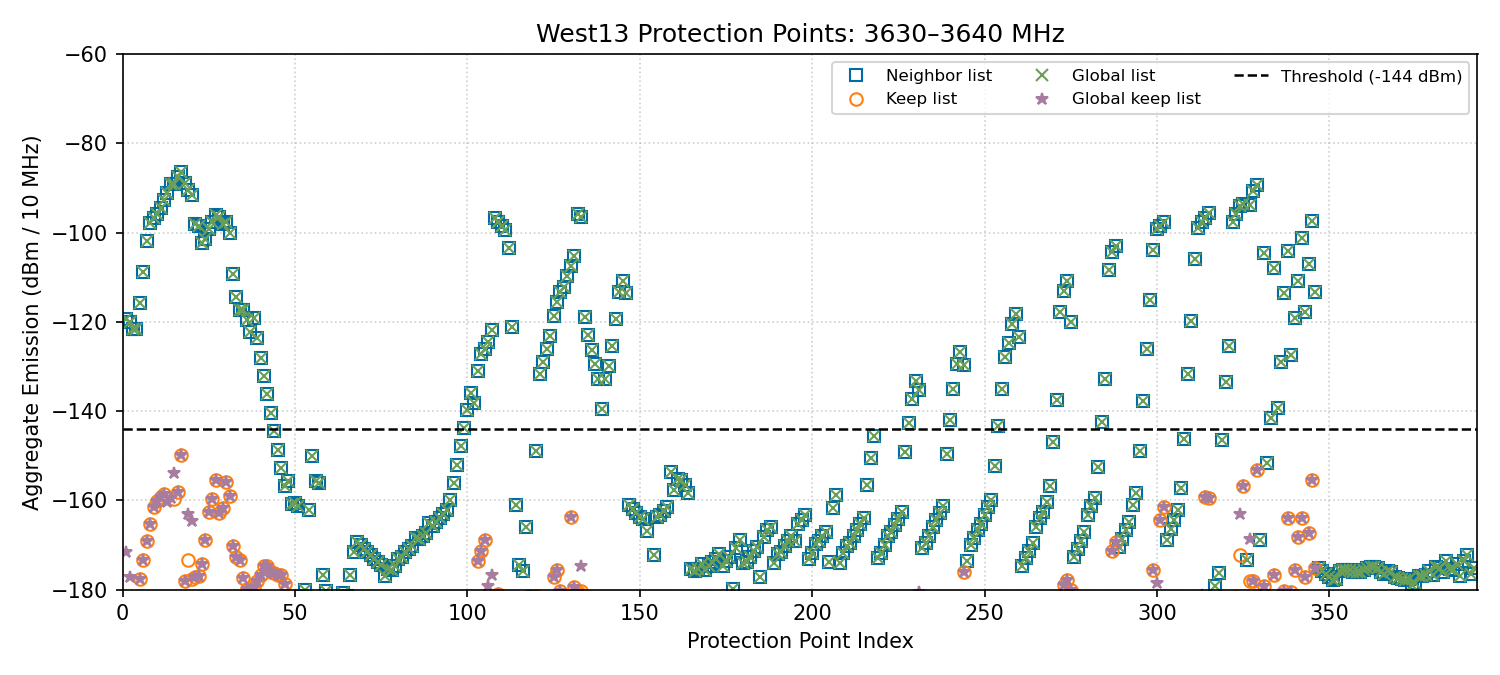 West13 Protection Points: 3630–3640 MHz
Neighbor list
Keep list
Global list
Global keep list
Threshold (-144 dBm)
Aggregate Emission (dBm / 10 MHz)
−60
−80
−100
−120
−140
−160
−180
0 50 100 150 200 250 300 350
Protection Point Index